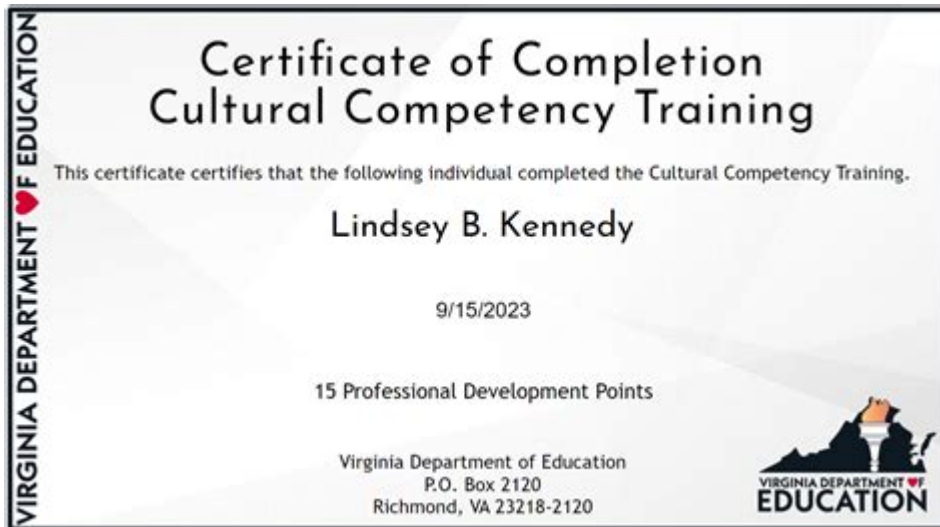 VIRGINIA DEPARTMENT OF EDUCATION
Certificate of Completion
Cultural Competency Training
This certificate certifies that the following individual completed the Cultural Competency Training.
Lindsey B. Kennedy
9/15/2023
15 Professional Development Points
Virginia Department of Education
P.O. Box 2120
Richmond, VA 23218-2120
VIRGINIA DEPARTMENT OF
EDUCATION